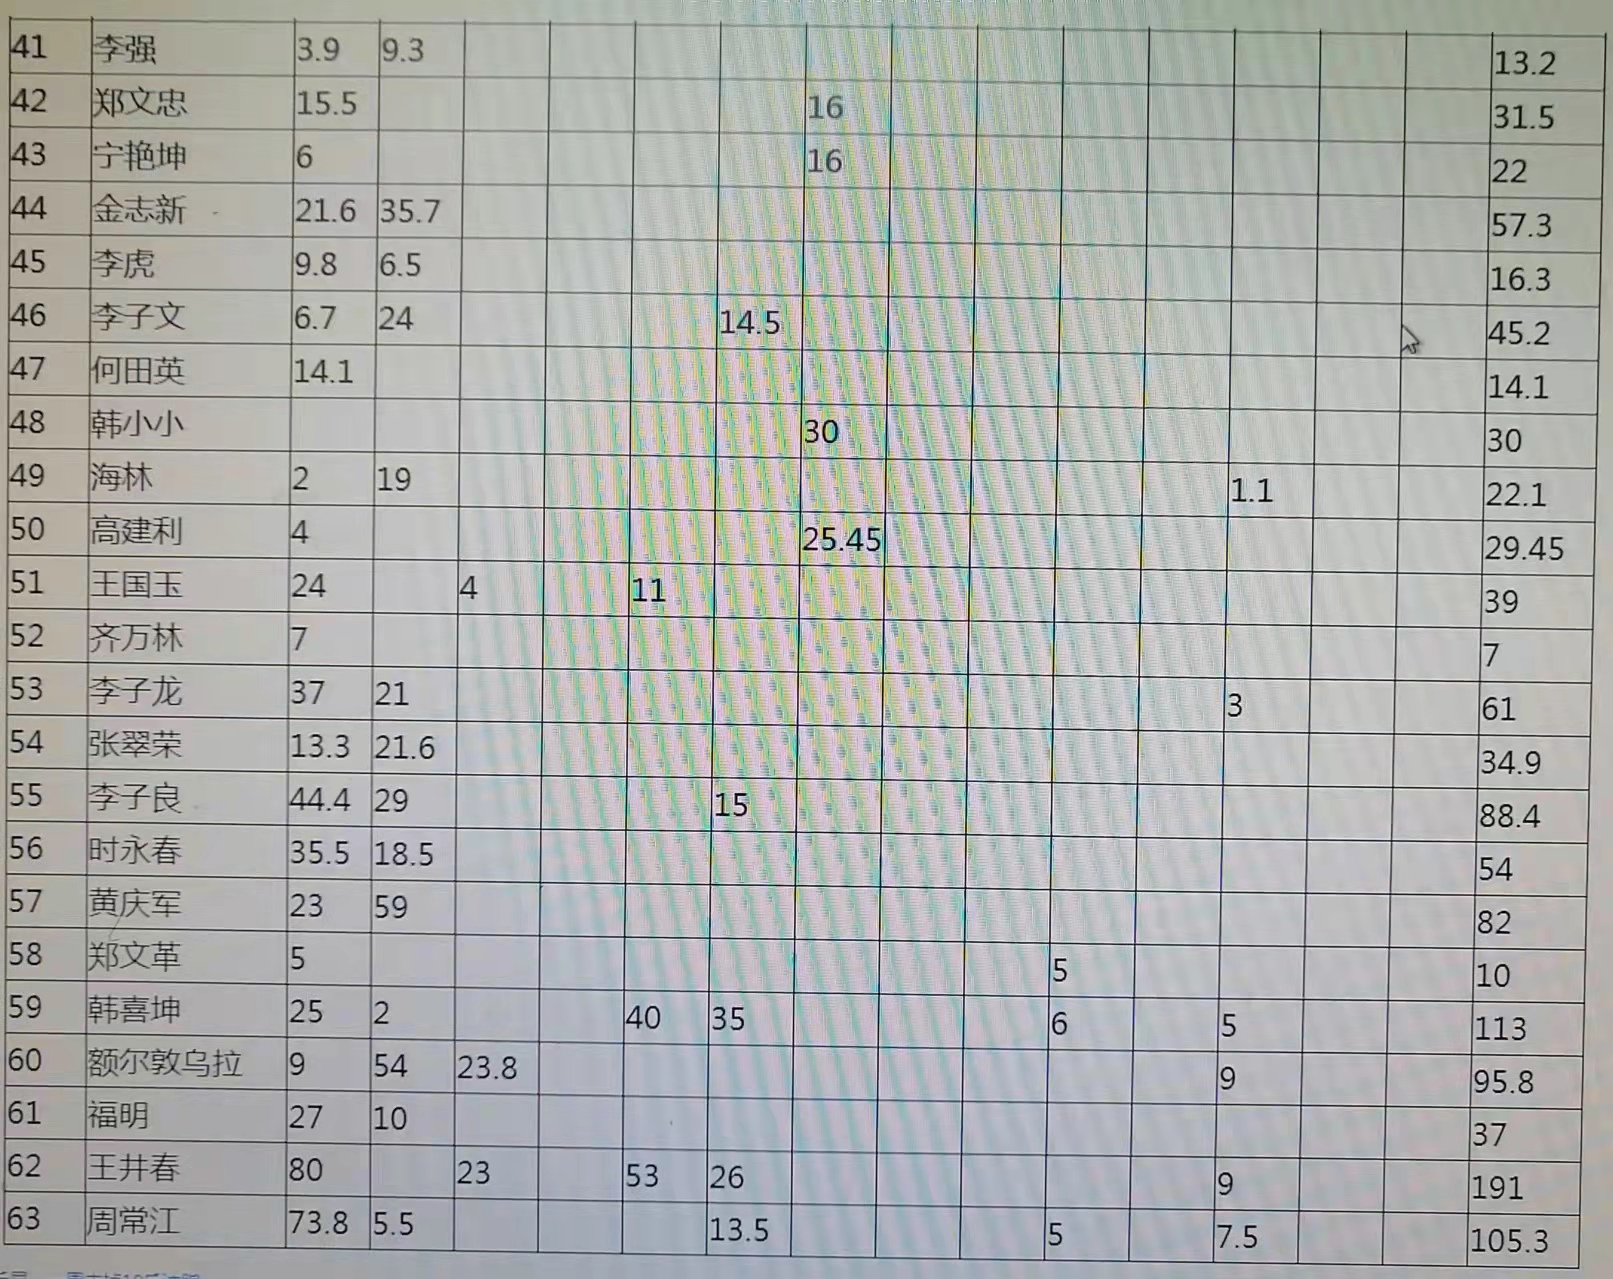 41 李强 3.9 9.3 13.2
42 郑文忠 15.5 16 31.5
43 宁艳坤 6 16 22
44 金志新 21.6 35.7 57.3
45 李虎 9.8 6.5 16.3
46 李子文 6.7 24 14.5 45.2
47 何田英 14.1 14.1
48 韩小小 30 30
49 海林 2 19 1.1 22.1
50 高建利 4 25.45 29.45
51 王国玉 24 4 11 39
52 齐万林 7 7
53 李子龙 37 21 3 61
54 张翠荣 13.3 21.6 34.9
55 李子良 44.4 29 15 88.4
56 时永春 35.5 18.5 54
57 黄庆军 23 59 82
58 郑文革 5 5 10
59 韩喜坤 25 2 40 35 6 5 113
60 额尔敦乌拉 9 54 23.8 9 95.8
61 福明 27 10 37
62 王井春 80 23 53 26 9 191
63 周常江 73.8 5.5 13.5 5 7.5 105.3